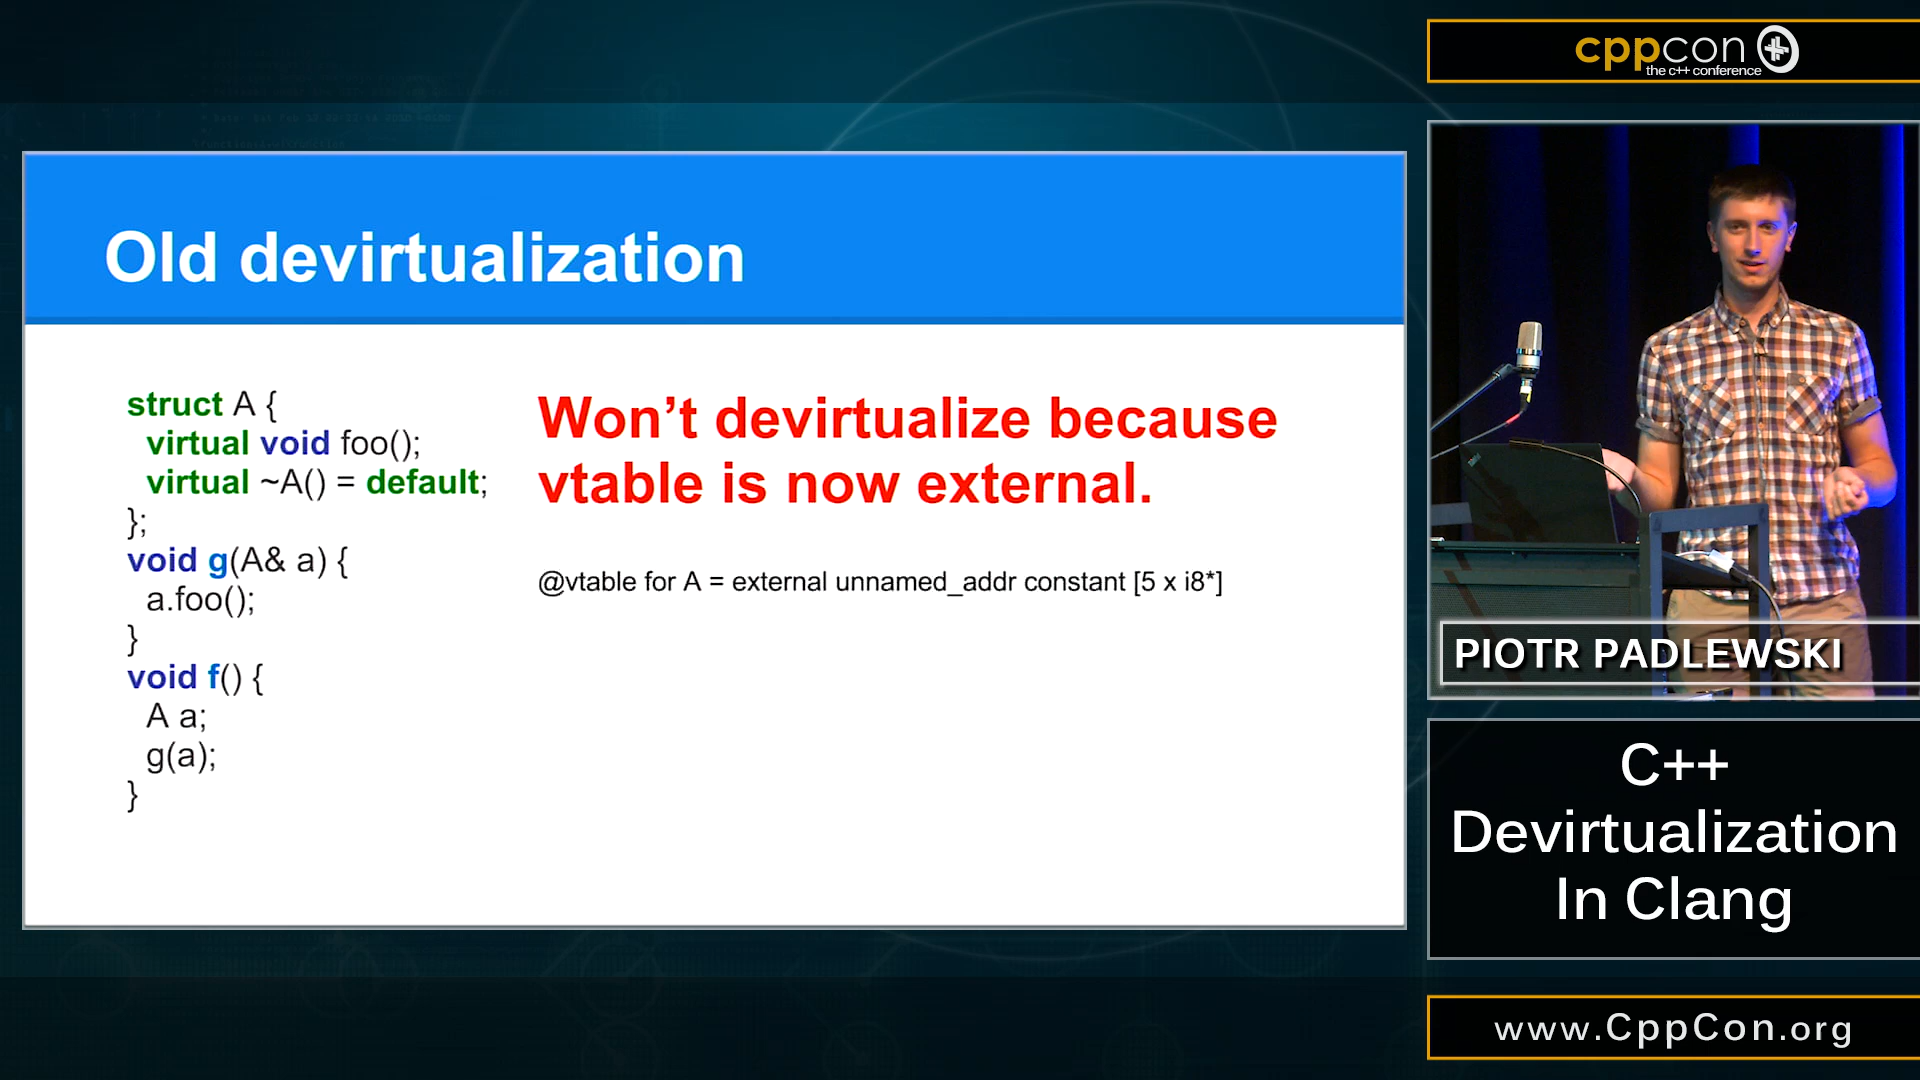 cppcon
the c++ conference
Old devirtualization
struct A {
virtual void foo();
virtual ~A() = default;
};
void g(A& a) {
a.foo();
}
void f() {
A a;
g(a);
}
Won’t devirtualize because
vtable is now external.
@vtable for A = external unnamed_addr constant [5 x i8*]
PIOTR PADLEWSKI
C++
Devirtualization
In Clang
www.CppCon.org